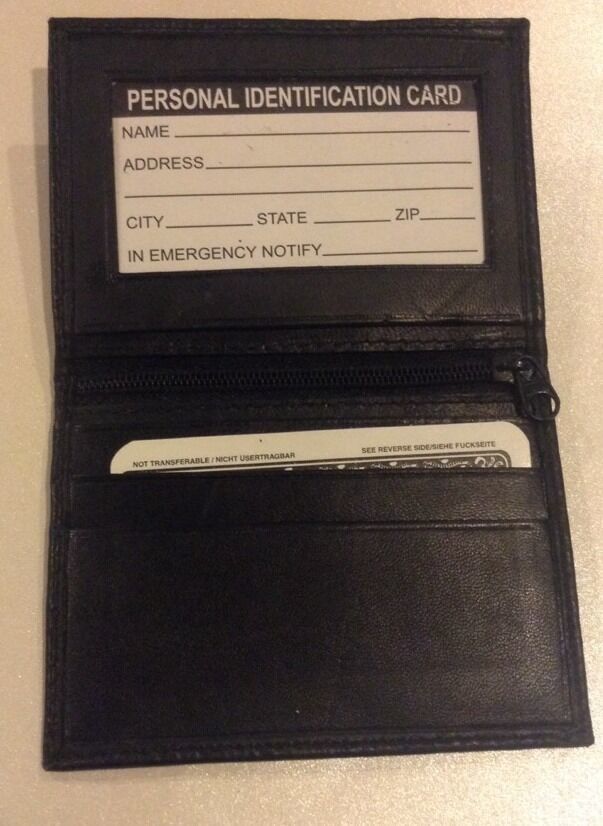 PERSONAL IDENTIFICATION CARD
NAME
ADDRESS
CITY STATE ZIP
IN EMERGENCY NOTIFY
NOT TRANSFERABLE / NICHT USERTRAGBAR SEE REVERSE SIDE/SIEHE FUCKSEITE